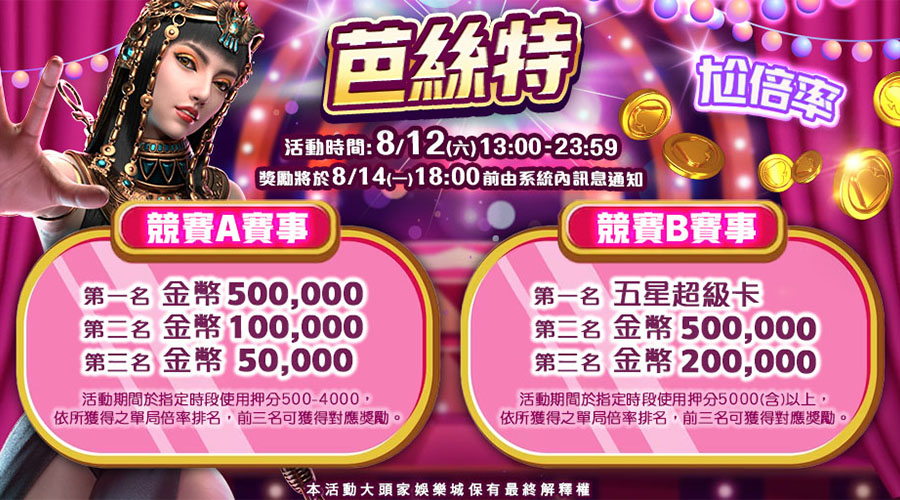 芭絲特
尬倍率
活動時間:8/12(六)13:00-23:59
獎勵將於8/14(一)18:00前由系統內訊息通知
競賽A賽事
第一名 金幣 500,000
第二名 金幣 100,000
第三名 金幣 50,000
活動期間於指定時段使用押分500-4000，
依所獲得之單局倍率排名，前三名可獲得對應獎勵。
競賽B賽事
第一名 五星超級卡
第二名 金幣 500,000
第三名 金幣 200,000
活動期間於指定時段使用押分5000(含)以上，
依所獲得之單局倍率排名，前三名可獲得對應獎勵。
本活動大頭家娛樂城保有最終解釋權